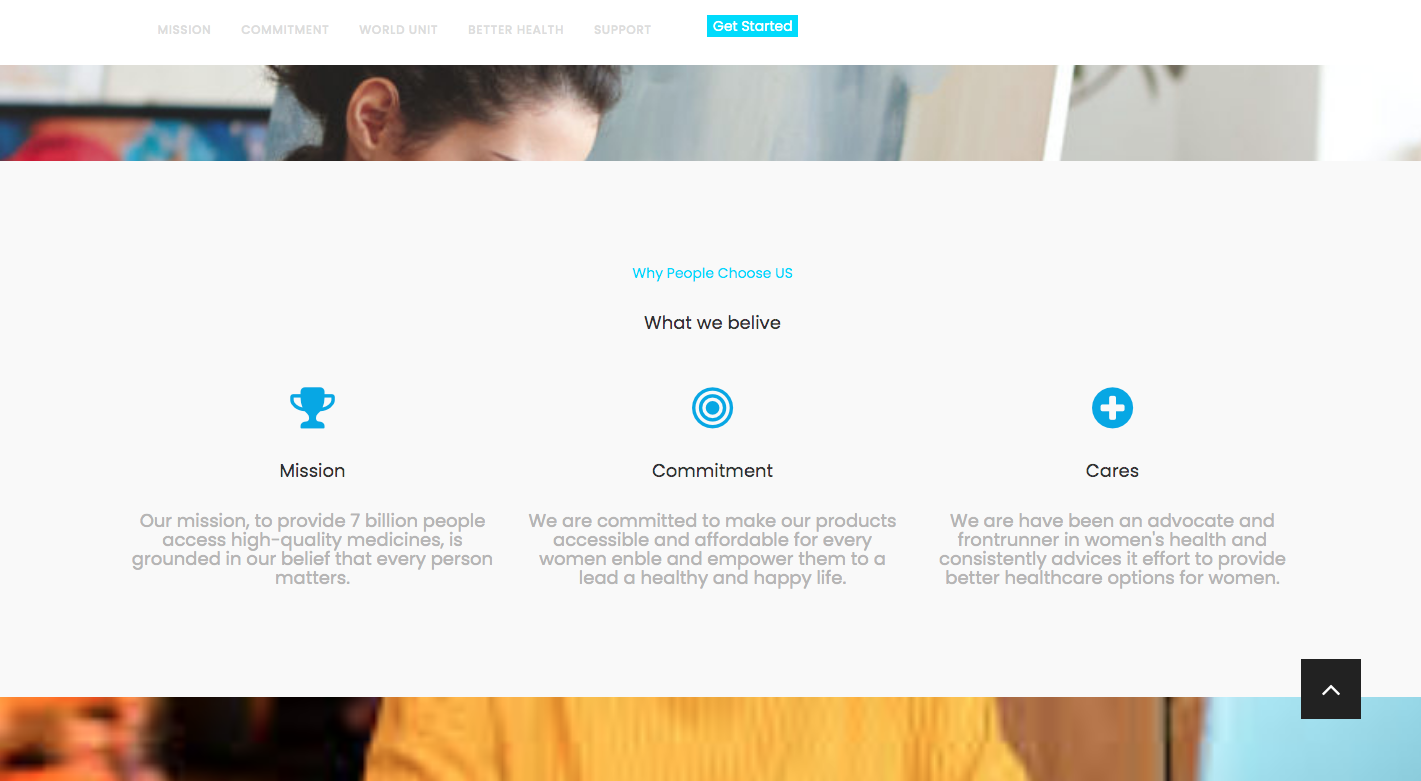 MISSION COMMITMENT WORLD UNIT BETTER HEALTH SUPPORT Get Started
Why People Choose US
What we belive
Mission
Our mission, to provide 7 billion people
access high-quality medicines, is
grounded in our belief that every person
matters.
Commitment
We are committed to make our products
accessible and affordable for every
women enble and empower them to a
lead a healthy and happy life.
Cares
We are have been an advocate and
frontrunner in women's health and
consistently advices it effort to provide
better healthcare options for women.